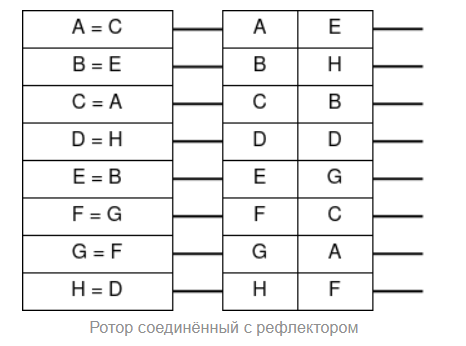 A = C A E
B = E B H
C = A C B
D = H D D
E = B E G
F = G F C
G = F G A
H = D H F
Ротор соединённый с рефлектором